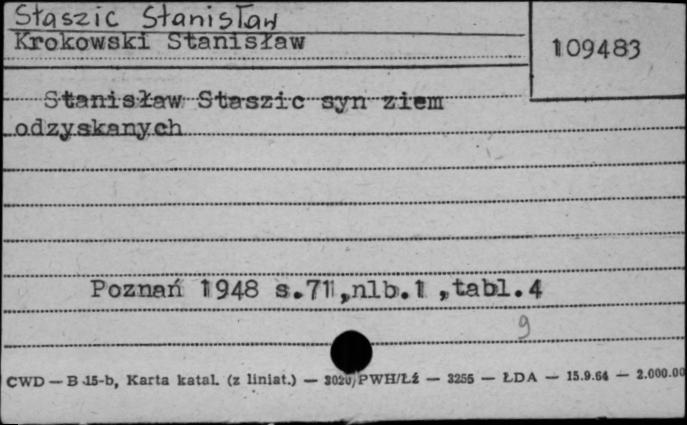 Staszic Stanisław
Krokowski Stanisław
109483
Stanisław Staszic syn ziem
odzyskanych
Poznań 1948 s.71,nlb.1 ,tabl.4
9
CWD — B 15-b, Karta katal. (z liniat.) — 3020/PWH/Łź — 3255 — ŁDA — 15.9.64 — 2.000.00